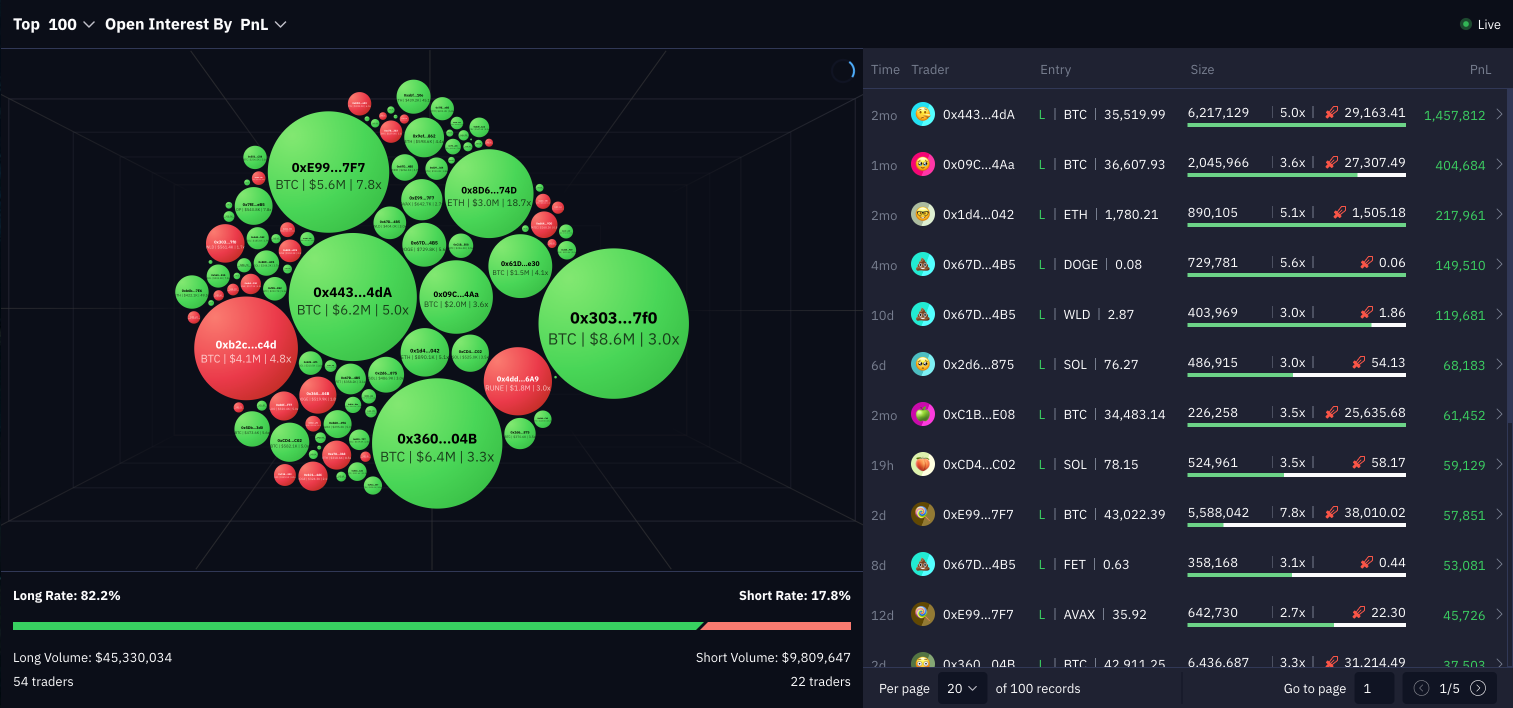 Top 100 Open Interest By PnL
Live
0xE99...7F7
BTC | $5.6M | 7.8x
0x8D6...74D
ETH | $3.0M | 18.7x
0x61D...e30
BTC | $1.5M | 4.1x
0x443...4dA
BTC | $6.2M | 5.0x
0x09C...4Aa
BTC | $2.0M | 3.6x
0x303...7f0
BTC | $8.6M | 3.0x
0xb2c...c4d
BTC | $4.1M | 4.8x
0x4dd...6A9
RUNE | $1.8M | 3.0x
0x360...04B
BTC | $6.4M | 3.3x
Long Rate: 82.2%
Short Rate: 17.8%
Long Volume: $45,330,034
Short Volume: $9,809,647
54 traders
22 traders
Time Trader Entry Size PnL
2mo 0x443...4dA L | BTC | 35,519.99 6,217,129 | 5.0x | 29,163.41 1,457,812
1mo 0x09C...4Aa L | BTC | 36,607.93 2,045,966 | 3.6x | 27,307.49 404,684
2mo 0x1d4...042 L | ETH | 1,780.21 890,105 | 5.1x | 1,505.18 217,961
4mo 0x67D...4B5 L | DOGE | 0.08 729,781 | 5.6x | 0.06 149,510
10d 0x67D...4B5 L | WLD | 2.87 403,969 | 3.0x | 1.86 119,681
6d 0x2d6...875 L | SOL | 76.27 486,915 | 3.0x | 54.13 68,183
2mo 0xC1B...E08 L | BTC | 34,483.14 226,258 | 3.5x | 25,635.68 61,452
19h 0xCD4...C02 L | SOL | 78.15 524,961 | 3.5x | 58.17 59,129
2d 0xE99...7F7 L | BTC | 43,022.39 5,588,042 | 7.8x | 38,010.02 57,851
8d 0x67D...4B5 L | FET | 0.63 358,168 | 3.1x | 0.44 53,081
12d 0xE99...7F7 L | AVAX | 35.92 642,730 | 2.7x | 22.30 45,726
2d 0x360...04B L | BTC | 42,911.25 6,436,687 | 3.3x | 31,214.49 37,503
Per page 20 of 100 records Go to page 1 1/5